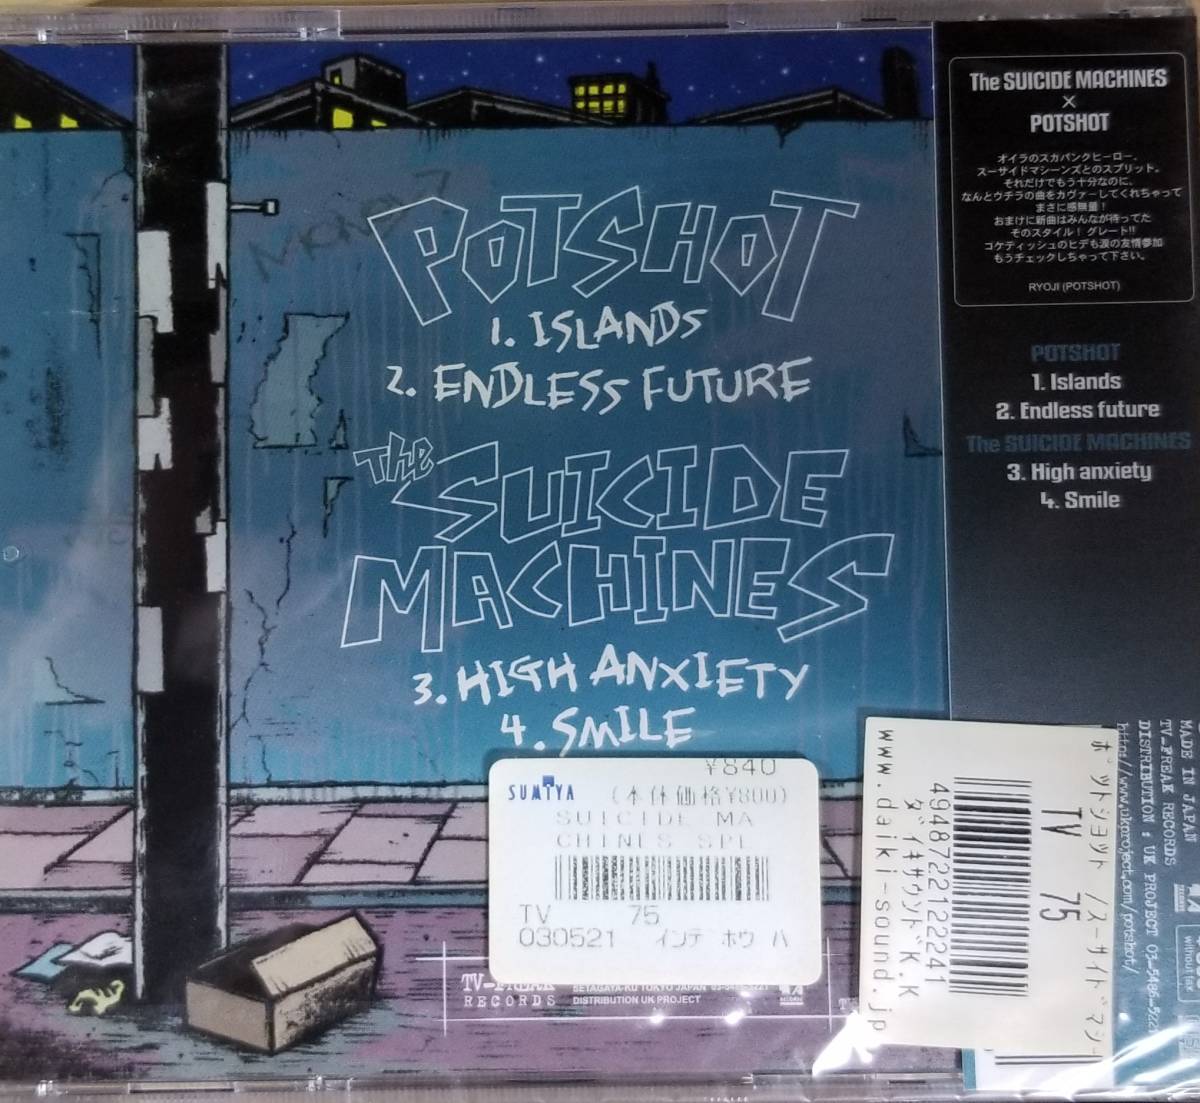 POTSHOT
1. ISLANDS
2. ENDLESS FUTURE
The SUICIDE
MACHINES
3. HIGH ANXIETY
4. SMILE
The SUICIDE MACHINES
×
POTSHOT
オイラのスカパンクヒーロー、
スーサイドマシーンズとのスプリット。
それだけでもう十分なのに、
なんとウチラの曲をカヴァーしてくれちゃって
まさに感無量！
おまけに新曲はみんなが待ってた
そのスタイル！グレート!!
ゴケティッシュのヒデも涙の友情参加
もうチェックしちゃって下さい。
RYOJI (POTSHOT)
POTSHOT
1. Islands
2. Endless future
The SUICIDE MACHINES
3. High anxiety
4. Smile
¥840
SUMIYA (本体価格¥800)
SUICIDE MA
CHINES SPL
TV 75
030521 インデ ホウ ハ
TV-FREAK
RECORDS
SETAGAYA-KU TOKYO JAPAN
DISTRIBUTION UK PROJECT
ポットショット /スーサイドマシー
TV 75
4948722122241
ダイキサウンド K.K
www.daiki-sound.jp
MADE IN JAPAN
TV-FREAK RECORDS
DISTRIBUTION : UK PROJECT 03-5486-522
http://www.ukproject.com/potshot/